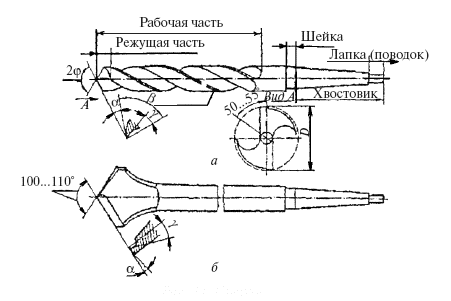 Рабочая часть
Режущая часть
Шейка
Лапка (поводок)
2φ
А
α
β
γ
50...55°
Вид А
Хвостовик
D
а
100...110°
γ
α
б